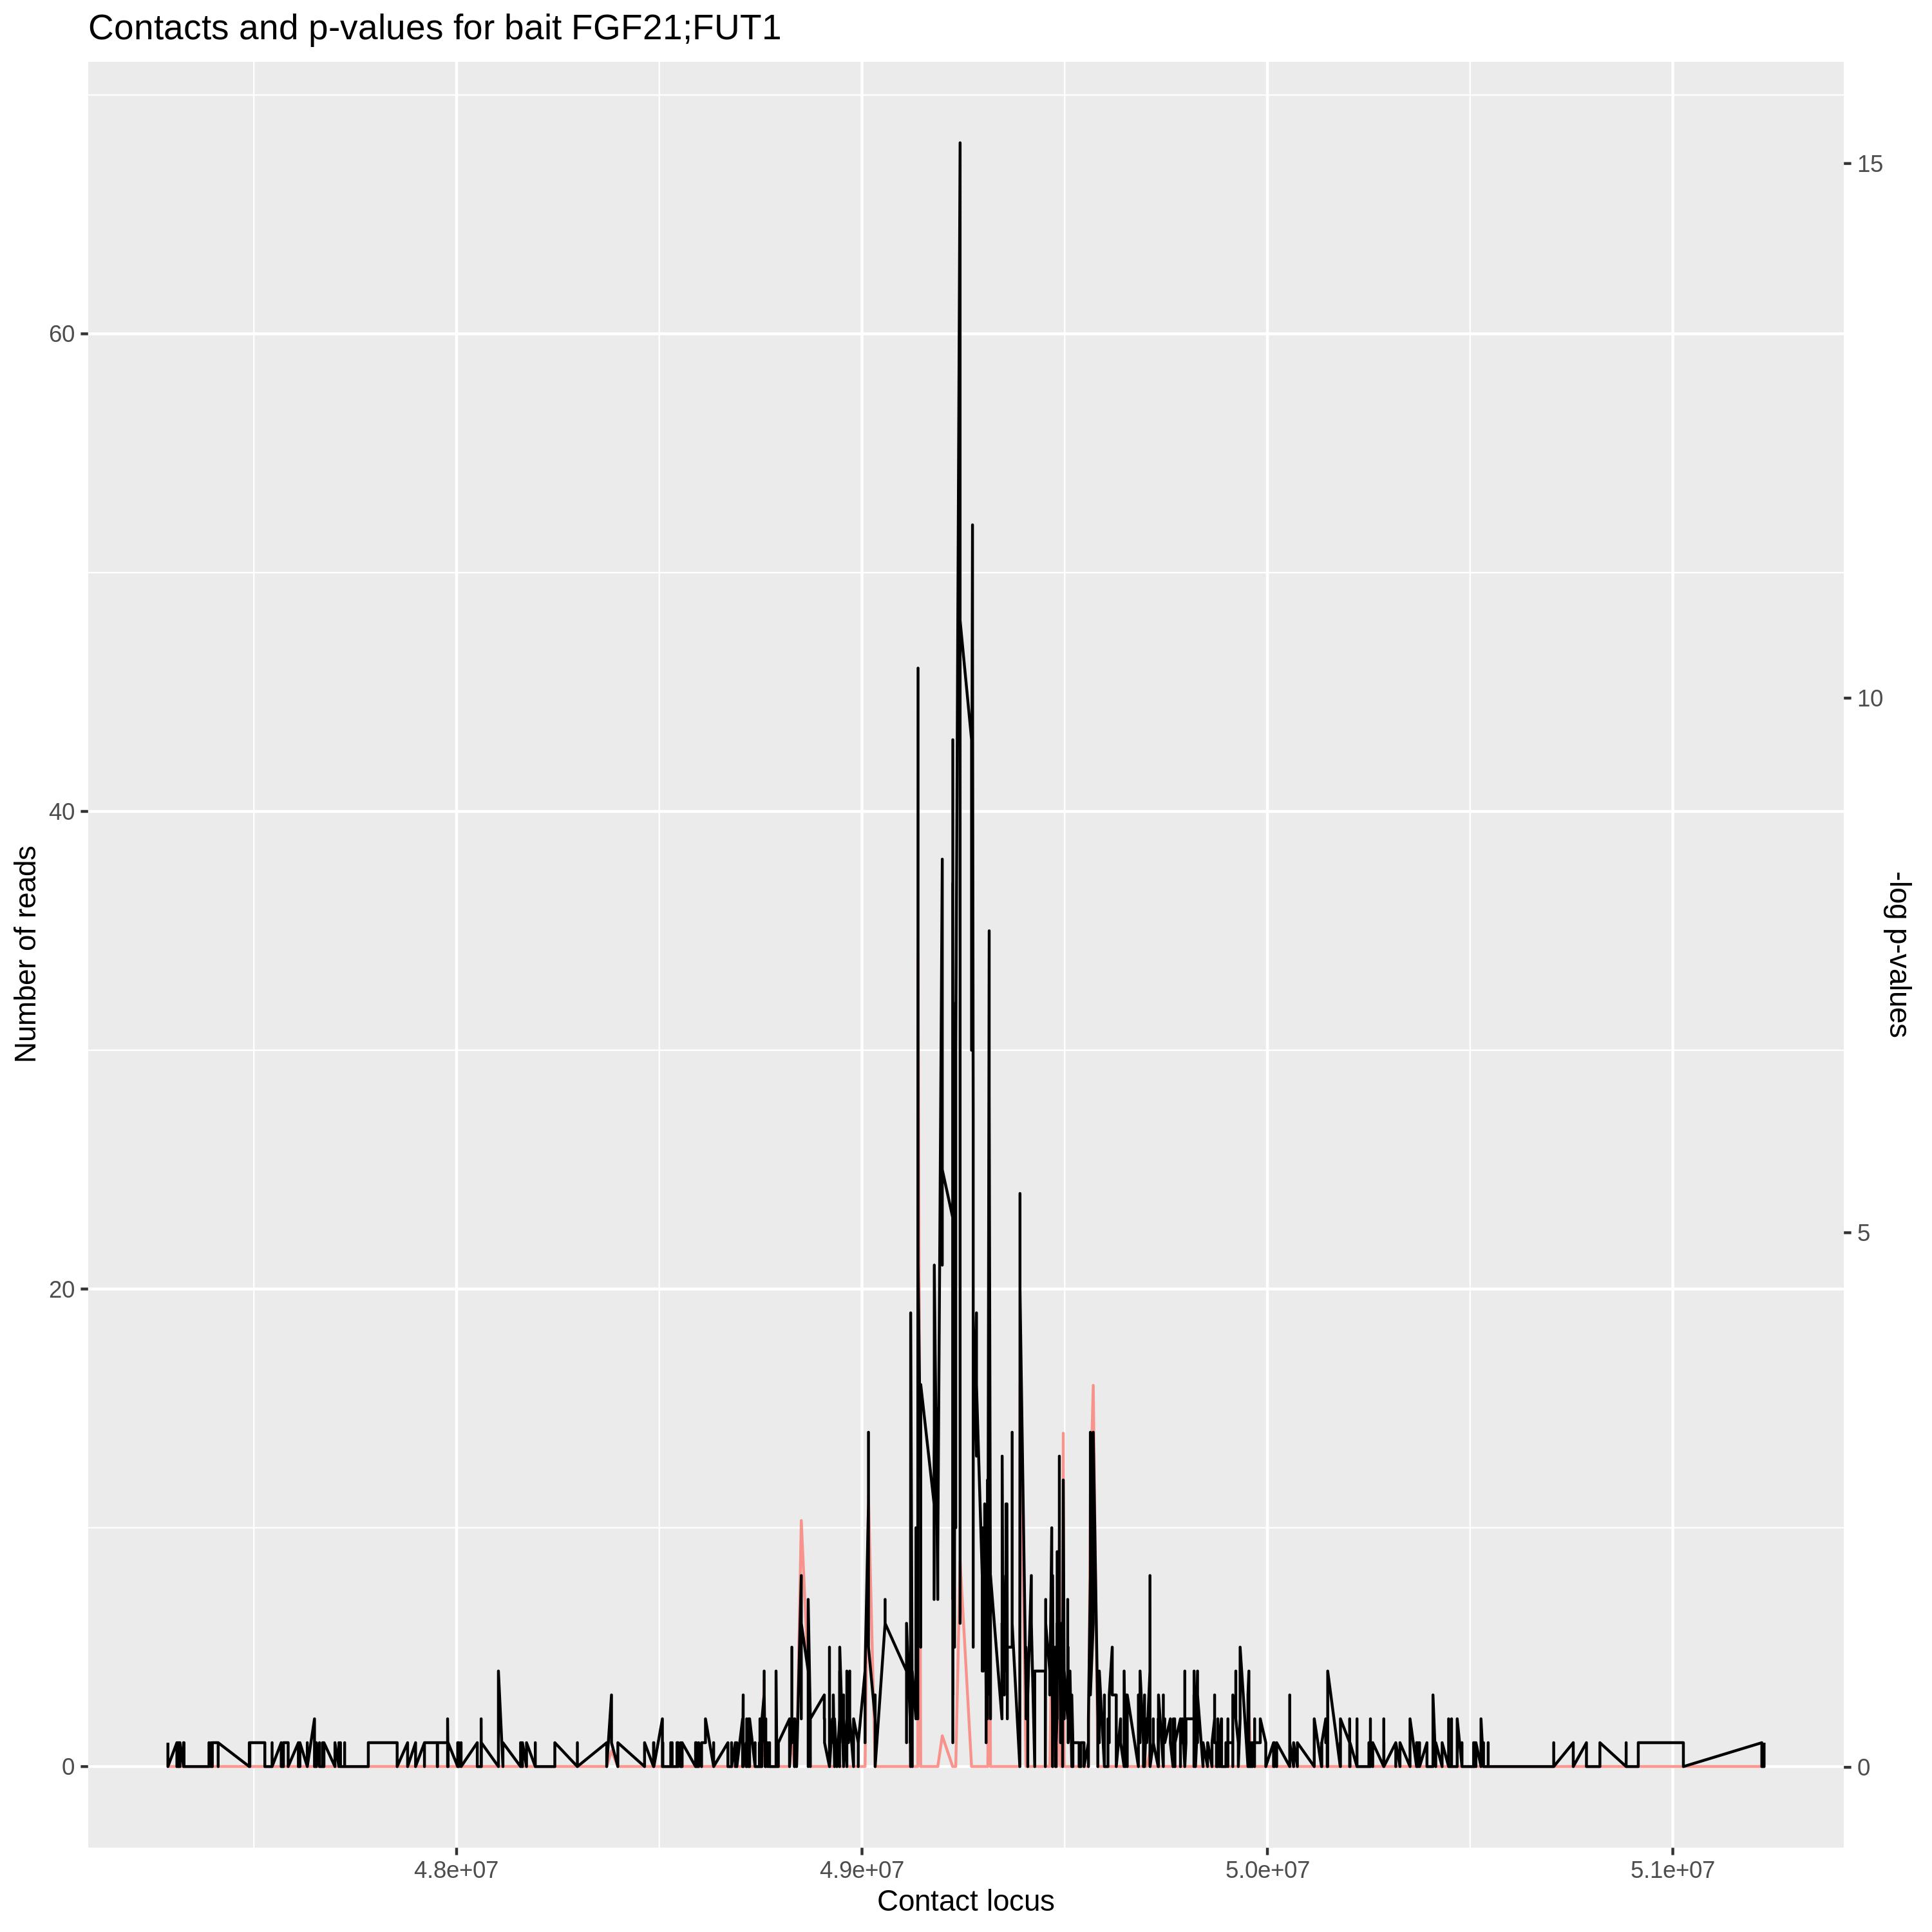 Contacts and p-values for bait FGF21;FUT1
Number of reads
60
40
20
0
15
10
5
0
-log p-values
4.8e+07
4.9e+07
5.0e+07
5.1e+07
Contact locus